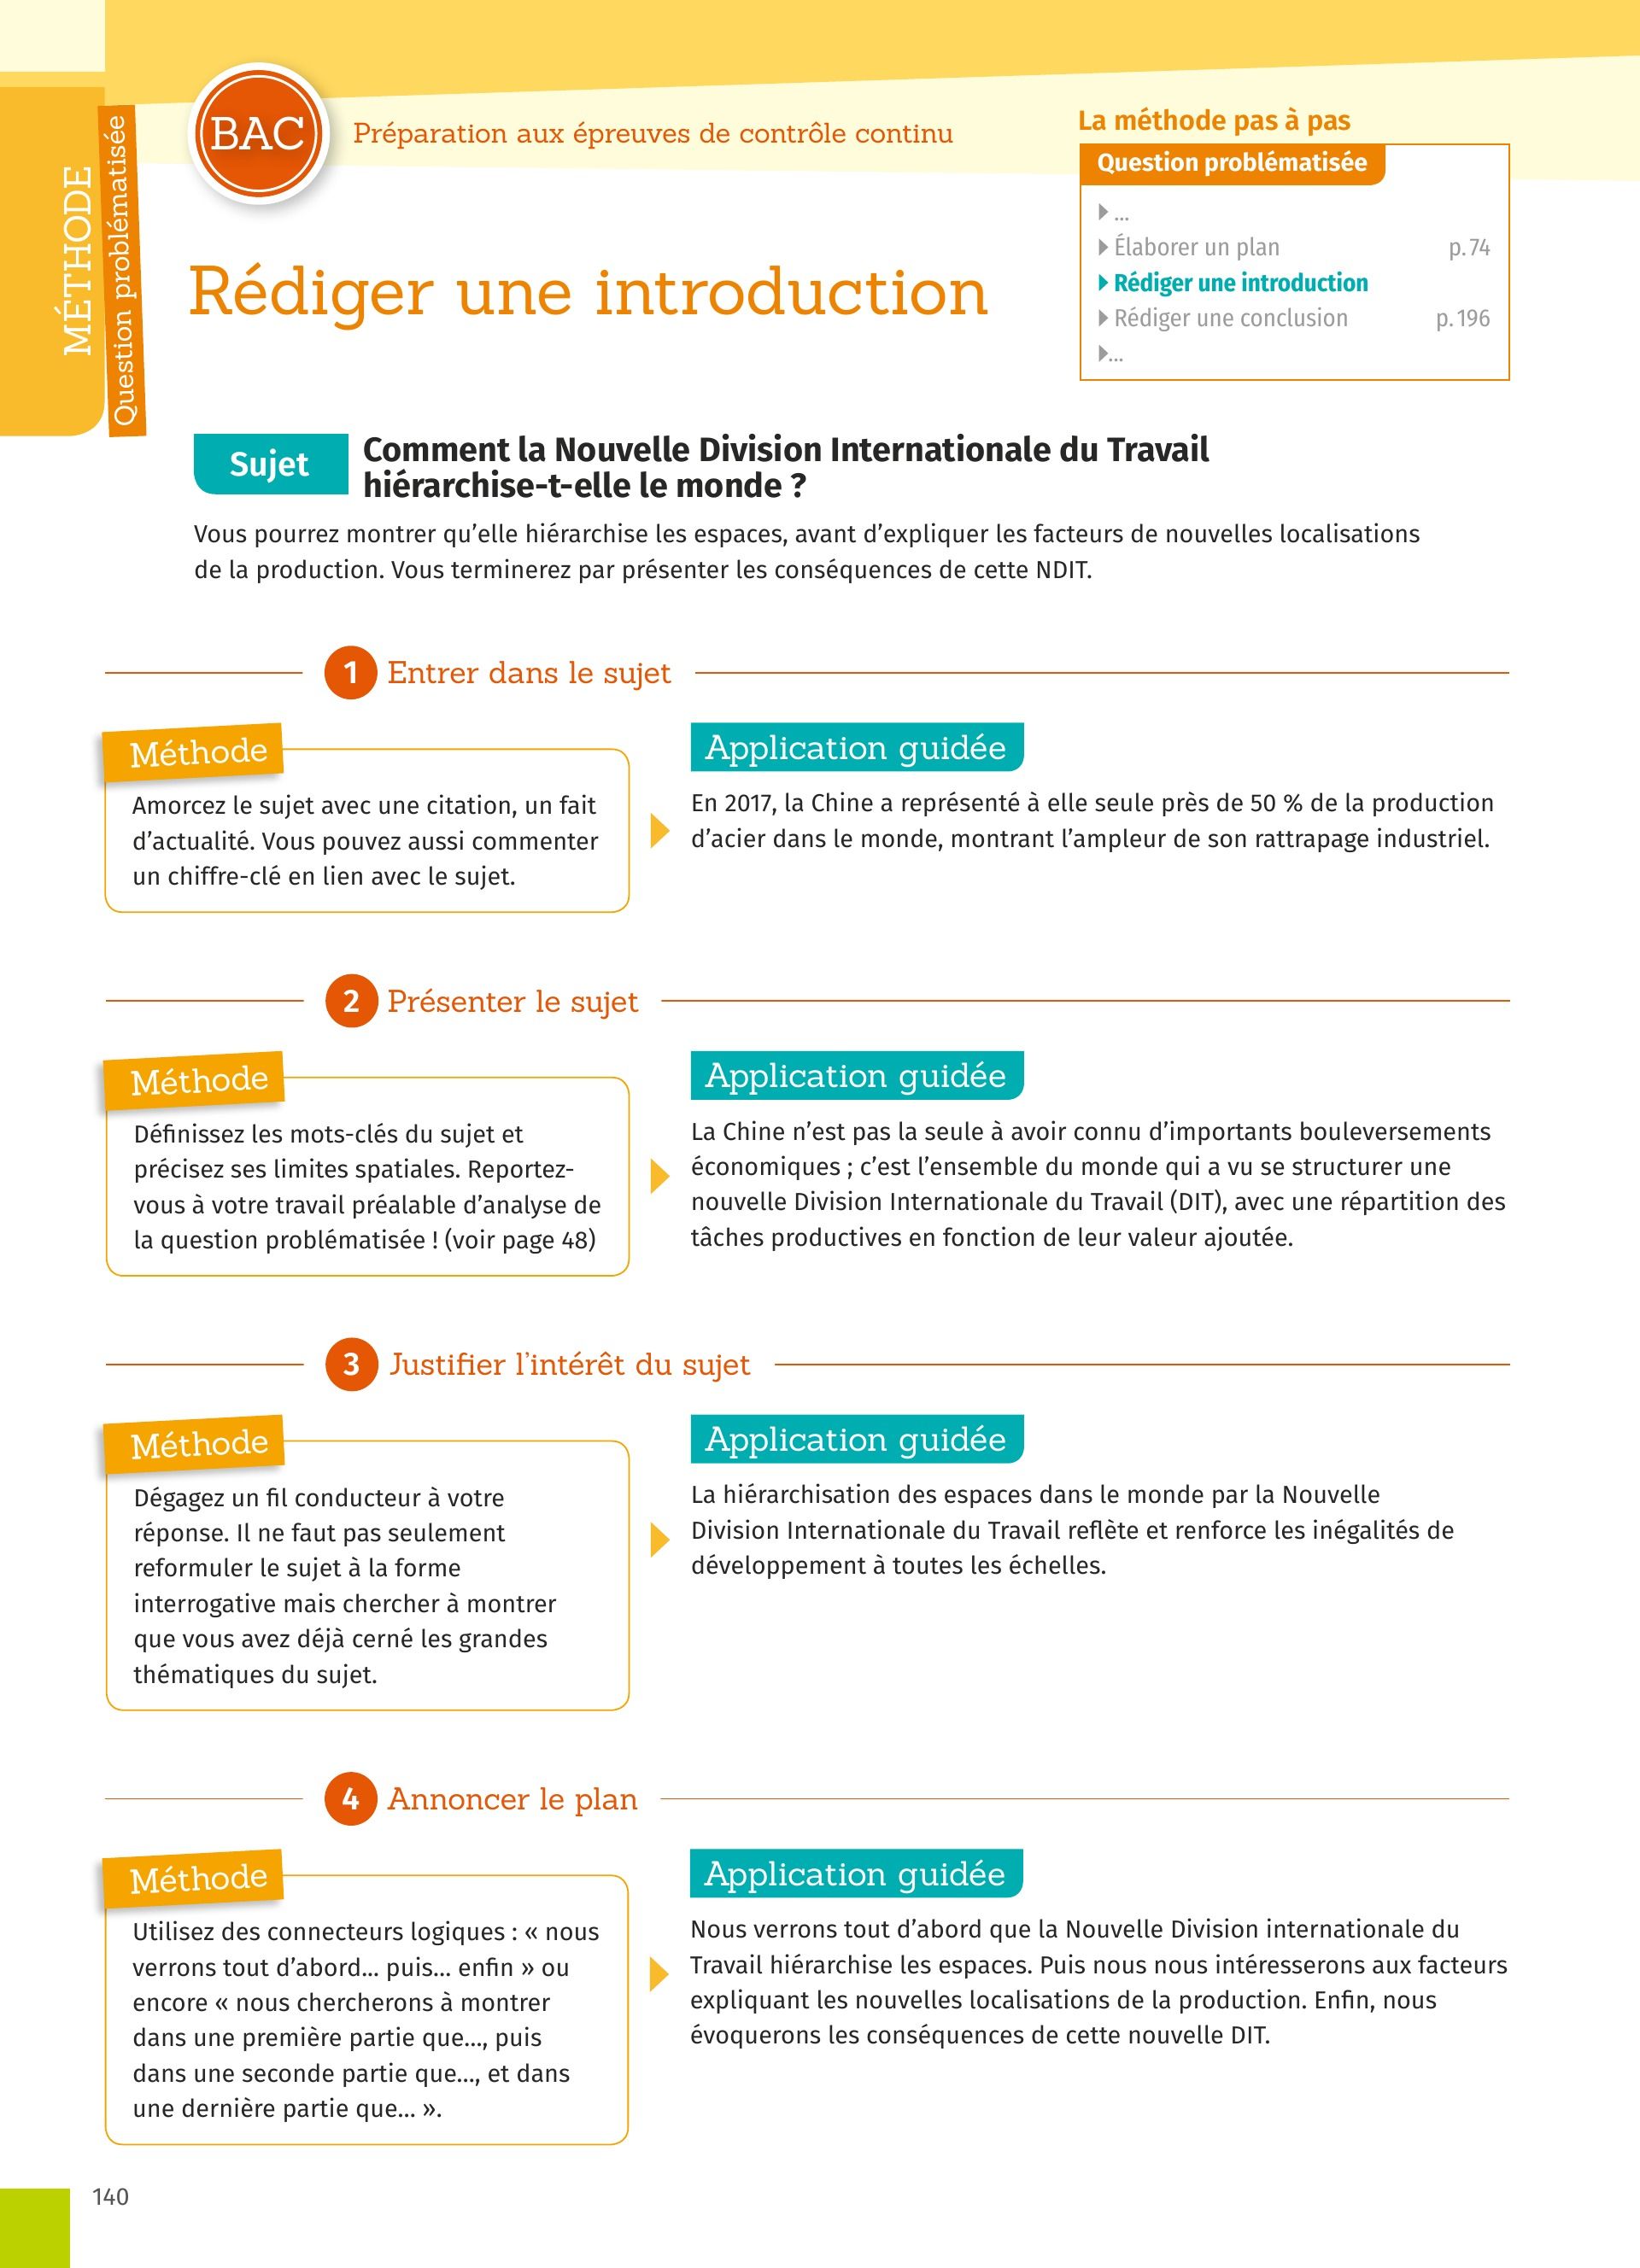 MÉTHODE
Question problématisée
BAC
Préparation aux épreuves de contrôle continu
La méthode pas à pas
Question problématisée
...
Élaborer un plan p. 74
Rédiger une introduction
Rédiger une conclusion p. 196
...
Rédiger une introduction
Sujet
Comment la Nouvelle Division Internationale du Travail
hiérarchise-t-elle le monde ?
Vous pourrez montrer qu’elle hiérarchise les espaces, avant d’expliquer les facteurs de nouvelles localisations
de la production. Vous terminerez par présenter les conséquences de cette NDIT.
1 Entrer dans le sujet
Méthode
Amorcez le sujet avec une citation, un fait
d’actualité. Vous pouvez aussi commenter
un chiffre-clé en lien avec le sujet.
Application guidée
En 2017, la Chine a représenté à elle seule près de 50 % de la production
d’acier dans le monde, montrant l’ampleur de son rattrapage industriel.
2 Présenter le sujet
Méthode
Définissez les mots-clés du sujet et
précisez ses limites spatiales. Reportez-
vous à votre travail préalable d’analyse de
la question problématisée ! (voir page 48)
Application guidée
La Chine n’est pas la seule à avoir connu d’importants bouleversements
économiques ; c’est l’ensemble du monde qui a vu se structurer une
nouvelle Division Internationale du Travail (DIT), avec une répartition des
tâches productives en fonction de leur valeur ajoutée.
3 Justifier l’intérêt du sujet
Méthode
Dégagez un fil conducteur à votre
réponse. Il ne faut pas seulement
reformuler le sujet à la forme
interrogative mais chercher à montrer
que vous avez déjà cerné les grandes
thématiques du sujet.
Application guidée
La hiérarchisation des espaces dans le monde par la Nouvelle
Division Internationale du Travail reflète et renforce les inégalités de
développement à toutes les échelles.
4 Annoncer le plan
Méthode
Utilisez des connecteurs logiques : « nous
verrons tout d’abord... puis... enfin » ou
encore « nous chercherons à montrer
dans une première partie que..., puis
dans une seconde partie que..., et dans
une dernière partie que... ».
Application guidée
Nous verrons tout d’abord que la Nouvelle Division internationale du
Travail hiérarchise les espaces. Puis nous nous intéresserons aux facteurs
expliquant les nouvelles localisations de la production. Enfin, nous
évoquerons les conséquences de cette nouvelle DIT.
140